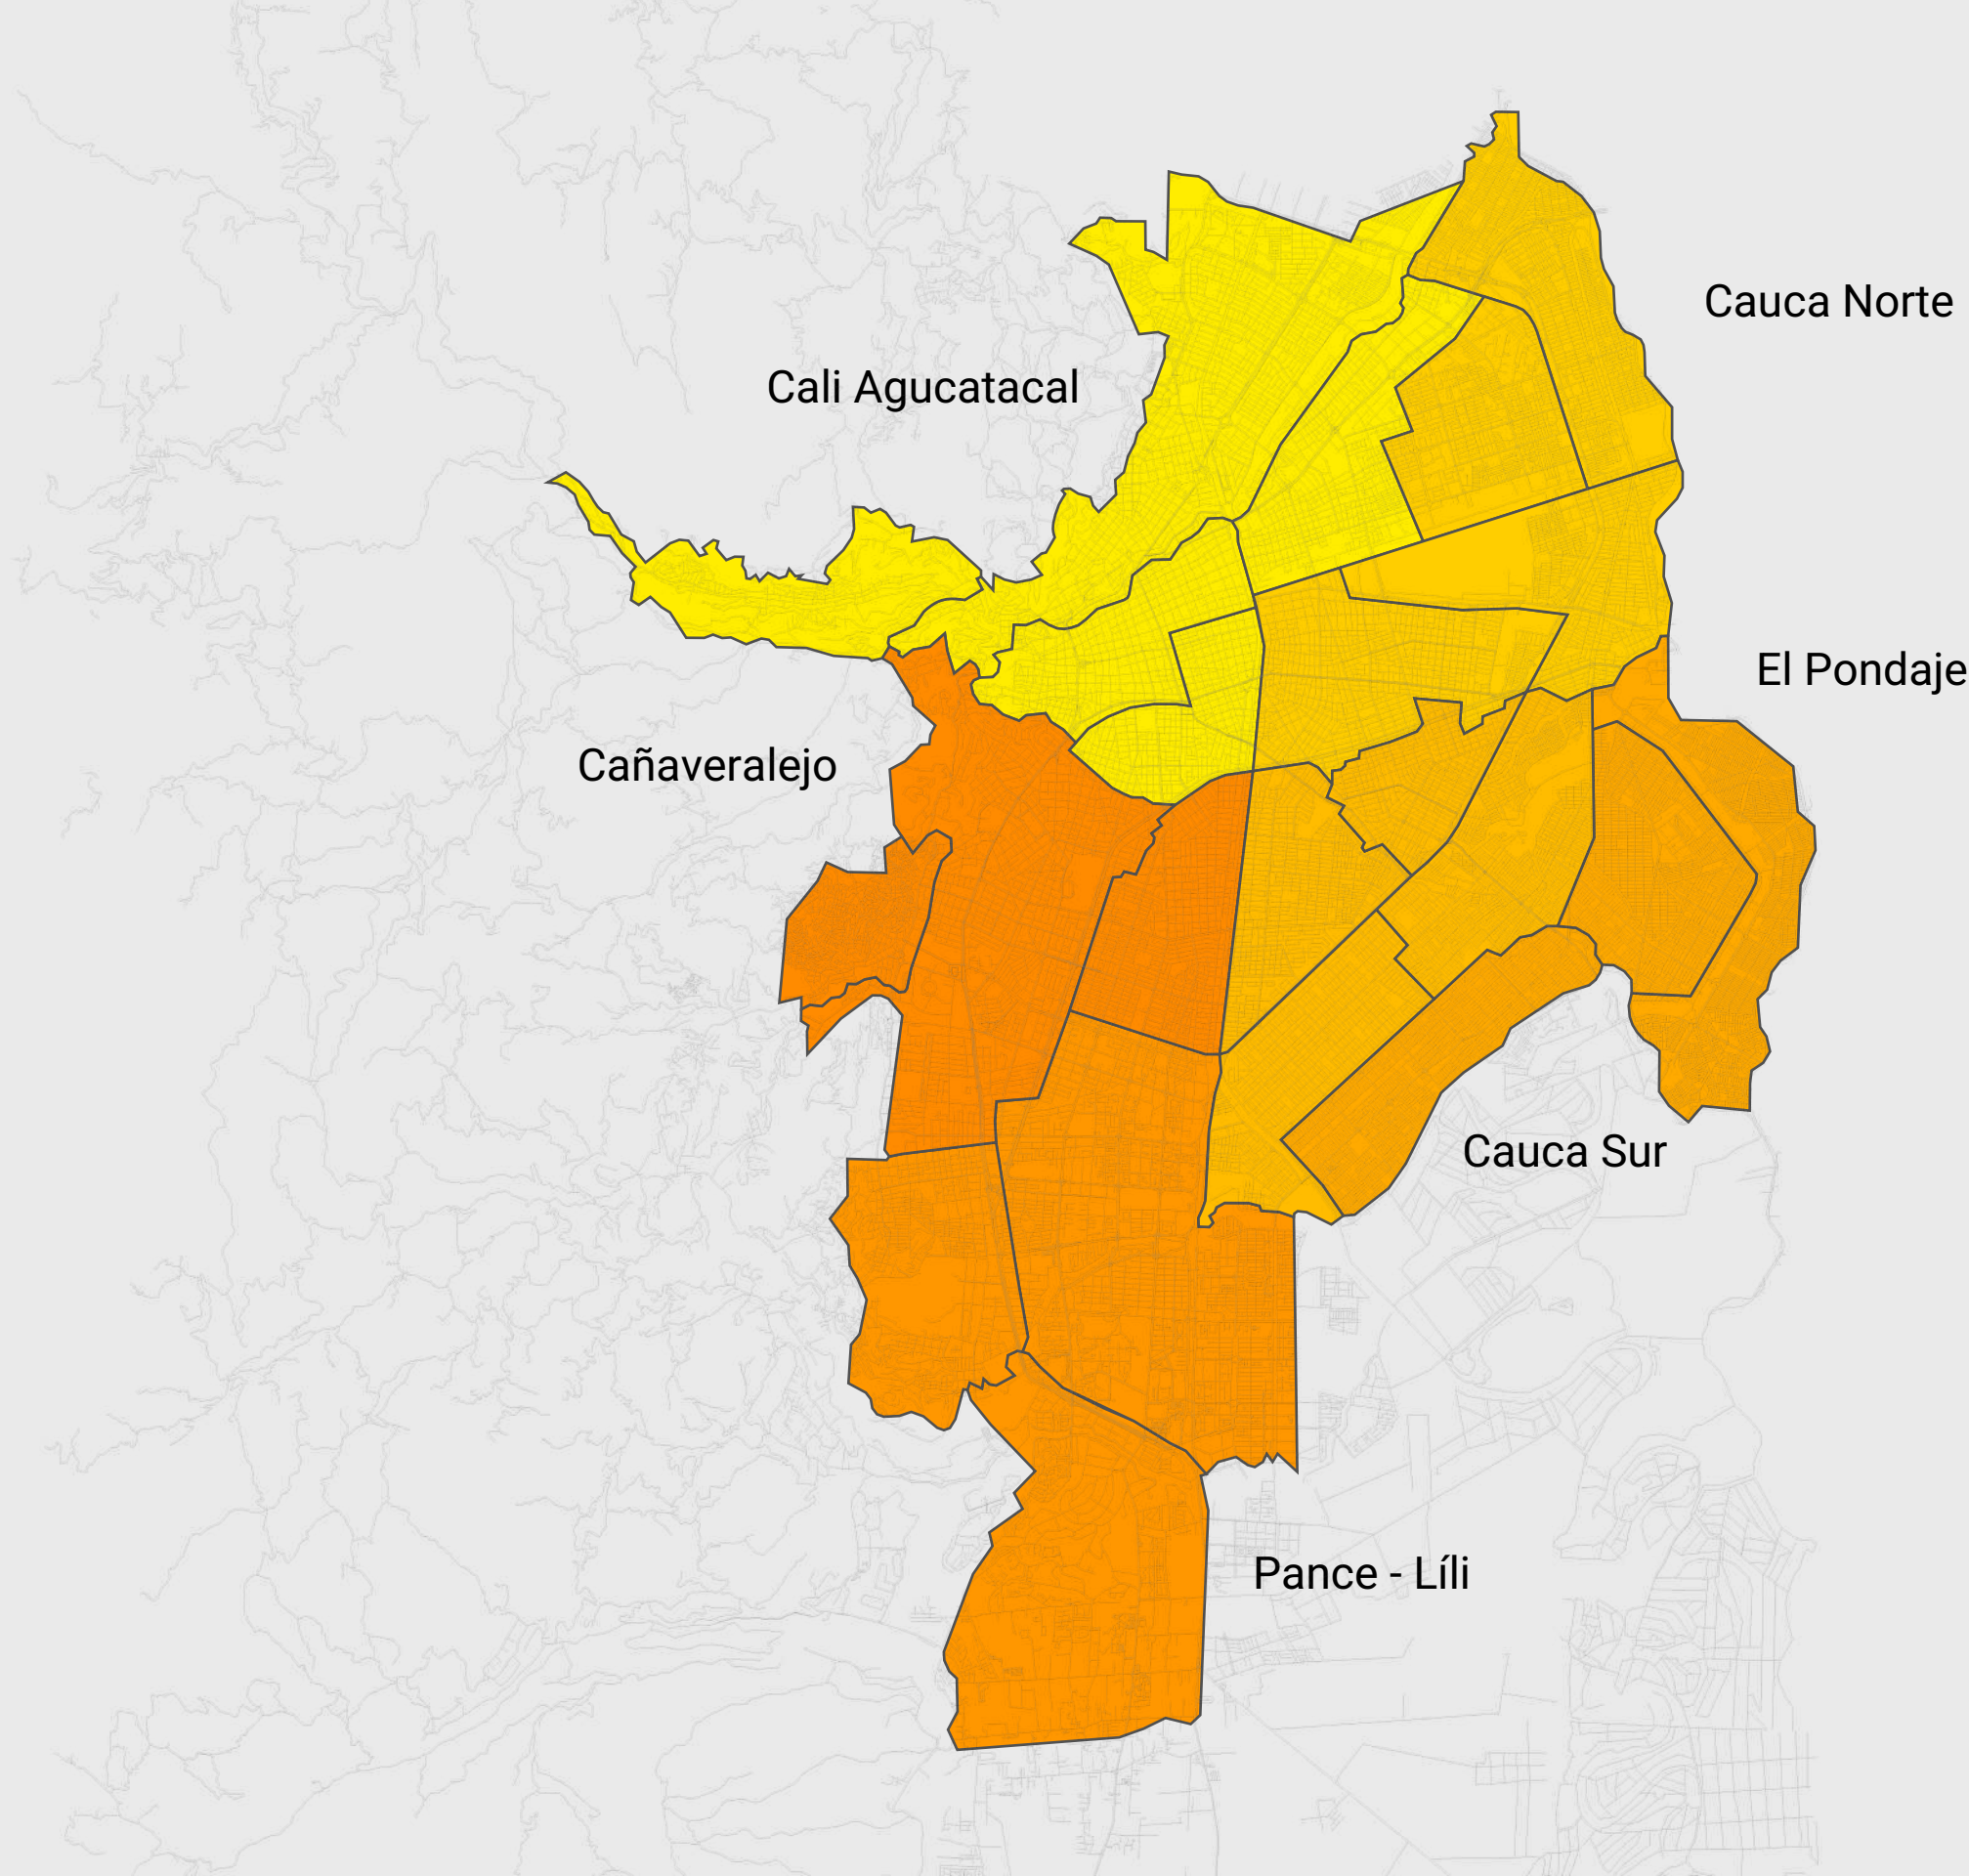 Cauca Norte
Cali Agucatacal
El Pondaje
Cañaveralejo
Cauca Sur
Pance - Líli